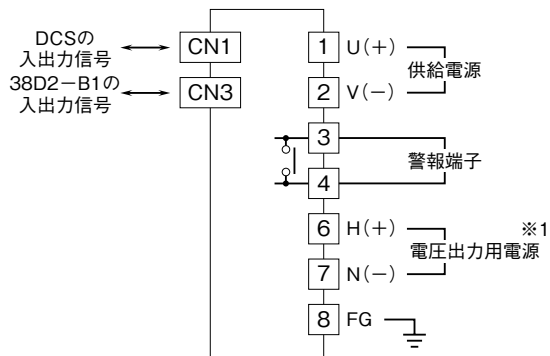 DCSの
入出力信号
CN1
38D2－B1の
入出力信号
CN3
1 U(＋)
供給電源
2 V(－)
3
警報端子
4
※1
6 H(＋)
電圧出力用電源
7 N(－)
8 FG